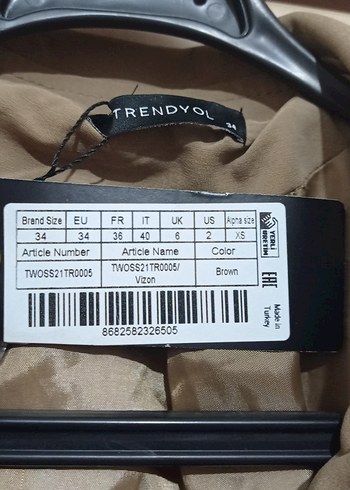 TRENDYOL
34
Brand Size EU FR IT UK US Alpha size
34 34 36 40 6 2 XS
Article Number Article Name Color
TWOSS21TR0005 TWOSS21TR0005/ Brown
Vizon
8682582326505
YERLİ
ÜRETİM
EAC
Made in
Turkey